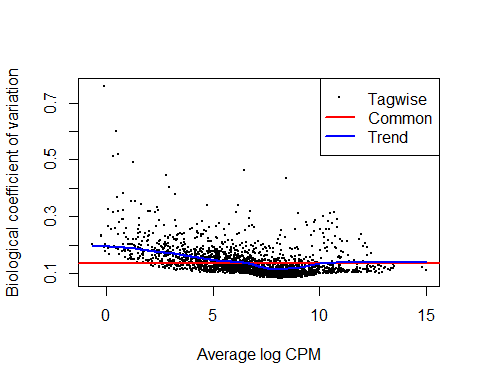 Biological coefficient of variation
0.7
0.5
0.3
0.1
Tagwise
Common
Trend
0
5
10
15
Average log CPM